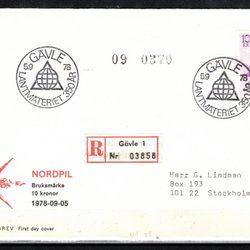 09 0370
GÄVLE
59 78
LANTMÄTERIET 350 ÅR
GÄVLE
59 78
LANTMÄTERIET 350 ÅR
10
R
Gävle 1
Nr 03858
NORDPIL
Bruksmärke
10 kronor
1978-09-05
Herr G. Lindman
Box 193
101 22 Stockholm
BREV First day cover